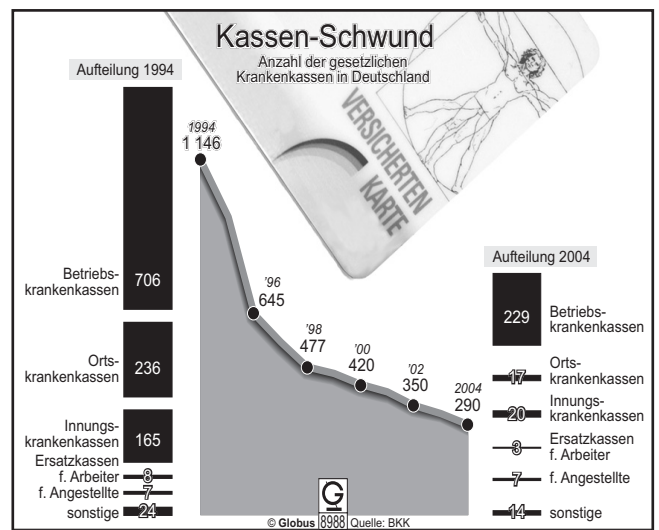 Kassen-Schwund
Anzahl der gesetzlichen
Krankenkassen in Deutschland
VERSICHERTEN
KARTE
Aufteilung 1994
Betriebs-
krankenkassen
706
Orts-
krankenkassen
236
Innungs-
krankenkassen
165
Ersatzkassen
f. Arbeiter
8
f. Angestellte
7
sonstige
24
1994
1 146
'96
645
'98
477
'00
420
'02
350
2004
290
Aufteilung 2004
229
Betriebs-
krankenkassen
17
Orts-
krankenkassen
20
Innungs-
krankenkassen
3
Ersatzkassen
f. Arbeiter
7
f. Angestellte
14
sonstige
G
© Globus 8988 Quelle: BKK